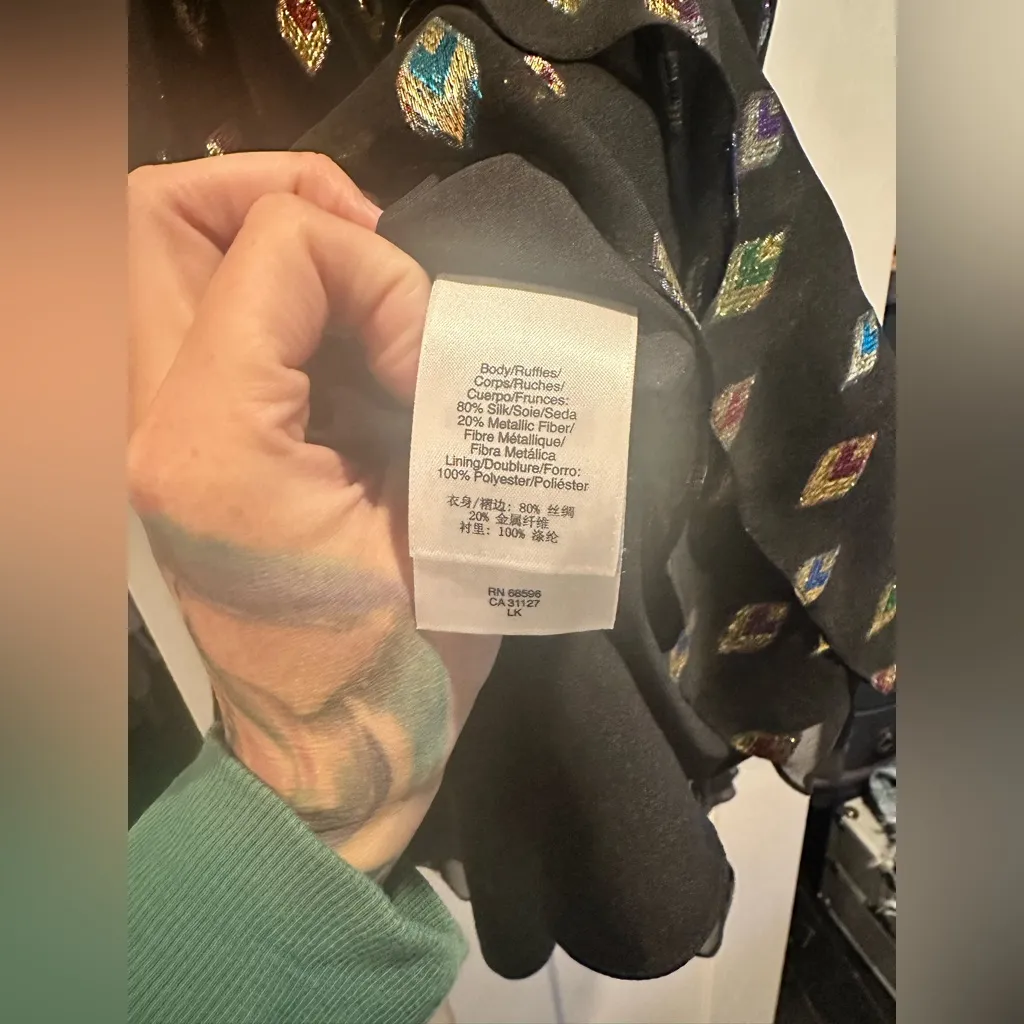 Body/Ruffles/
Corps/Ruches/
Cuerpo/Frunces:
80% Silk/Soie/Seda
20% Metallic Fiber/
Fibre Métallique/
Fibra Metálica
Lining/Doublure/Forro:
100% Polyester/Poliéster
衣身/褶边: 80% 丝绸
20% 金属纤维
衬里: 100% 涤纶
RN 68596
CA 31127
LK